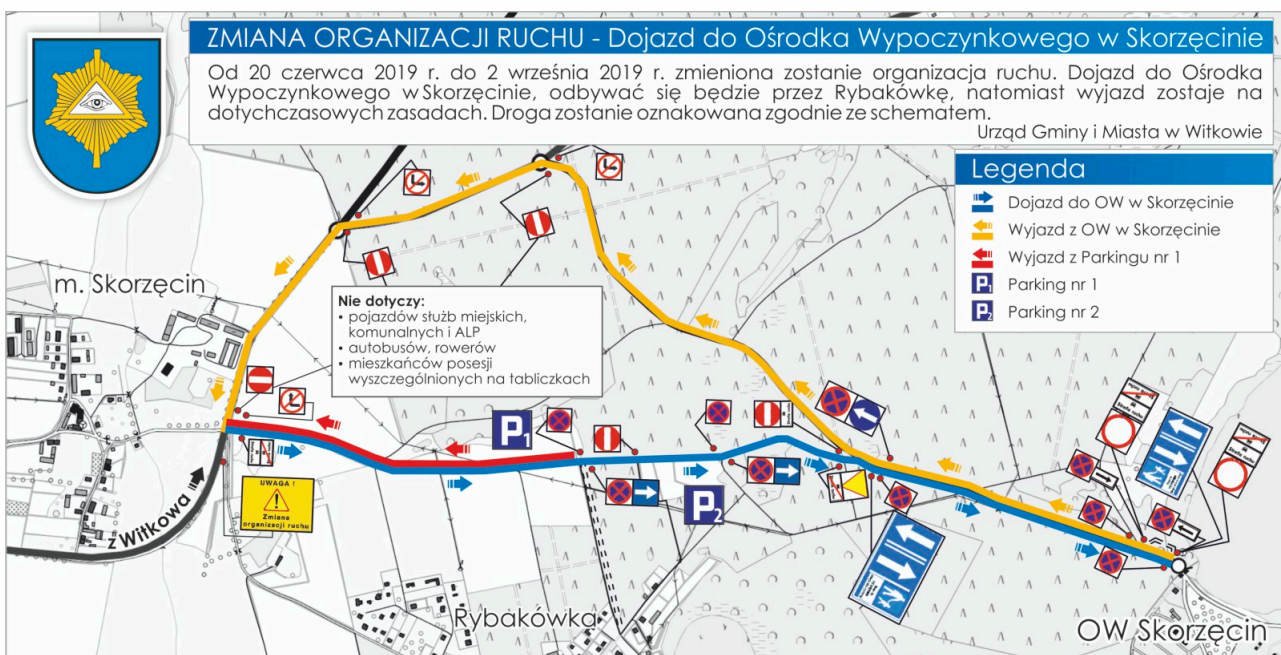 ZMIANA ORGANIZACJI RUCHU - Dojazd do Ośrodka Wypoczynkowego w Skorzęcinie
Od 20 czerwca 2019 r. do 2 września 2019 r. zmieniona zostanie organizacja ruchu. Dojazd do Ośrodka
Wypoczynkowego w Skorzęcinie, odbywać się będzie przez Rybakówkę, natomiast wyjazd zostaje na
dotychczasowych zasadach. Droga zostanie oznakowana zgodnie ze schematem.
Urząd Gminy i Miasta w Witkowie
Legenda
Dojazd do OW w Skorzęcinie
Wyjazd z OW w Skorzęcinie
Wyjazd z Parkingu nr 1
P1 Parking nr 1
P2 Parking nr 2
m. Skorzęcin
Nie dotyczy:
• pojazdów służb miejskich,
komunalnych i ALP
• autobusów, rowerów
• mieszkańców posesji
wyszczególnionych na tabliczkach
P1
P2
UWAGA !
Zmiana
organizacji ruchu
z Witkowa
Rybakówka
OW Skorzęcin